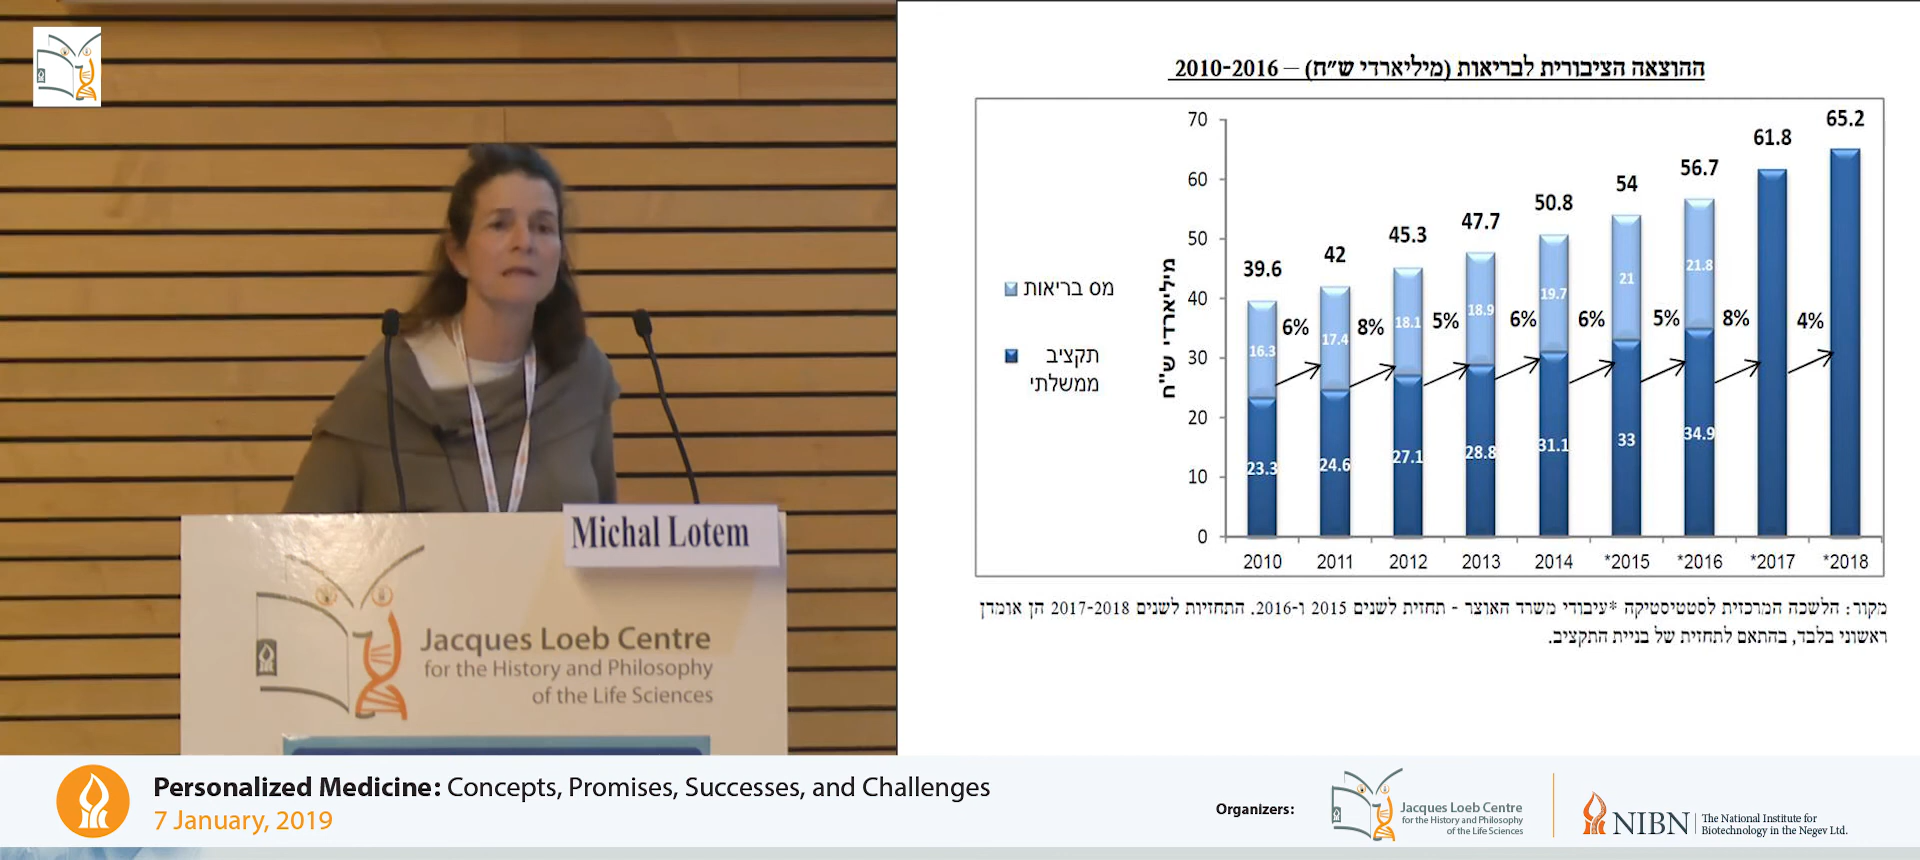 Michal Lotem
Jacques Loeb Centre
for the History and Philosophy
of the Life Sciences
ההוצאה הציבורית לבריאות (מיליארדי ש"ח) – 2010-2016
מס בריאות
תקציב
ממשלתי
מיליארדי ש"ח
70
60
50
40
30
20
10
0
39.6 42 45.3 47.7 50.8 54 56.7 61.8 65.2
16.3 17.4 18.1 18.9 19.7 21 21.8
6% 8% 5% 6% 6% 5% 8% 4%
23.3 24.6 27.1 28.8 31.1 33 34.9
2010 2011 2012 2013 2014 *2015 *2016 *2017 *2018
מקור: הלשכה המרכזית לסטטיסטיקה *עיבודי משרד האוצר - תחזית לשנים 2015 ו-2016. התחזיות לשנים 2017-2018 הן אומדן
ראשוני בלבד, בהתאם לתחזית של בניית התקציב.
Personalized Medicine: Concepts, Promises, Successes, and Challenges
7 January, 2019
Organizers:
Jacques Loeb Centre
for the History and Philosophy
of the Life Sciences
NIBN
The National Institute for
Biotechnology in the Negev Ltd.